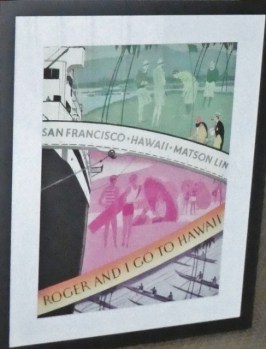 SAN FRANCISCO • HAWAII • MATSON LIN
ROGER AND I GO TO HAWAII